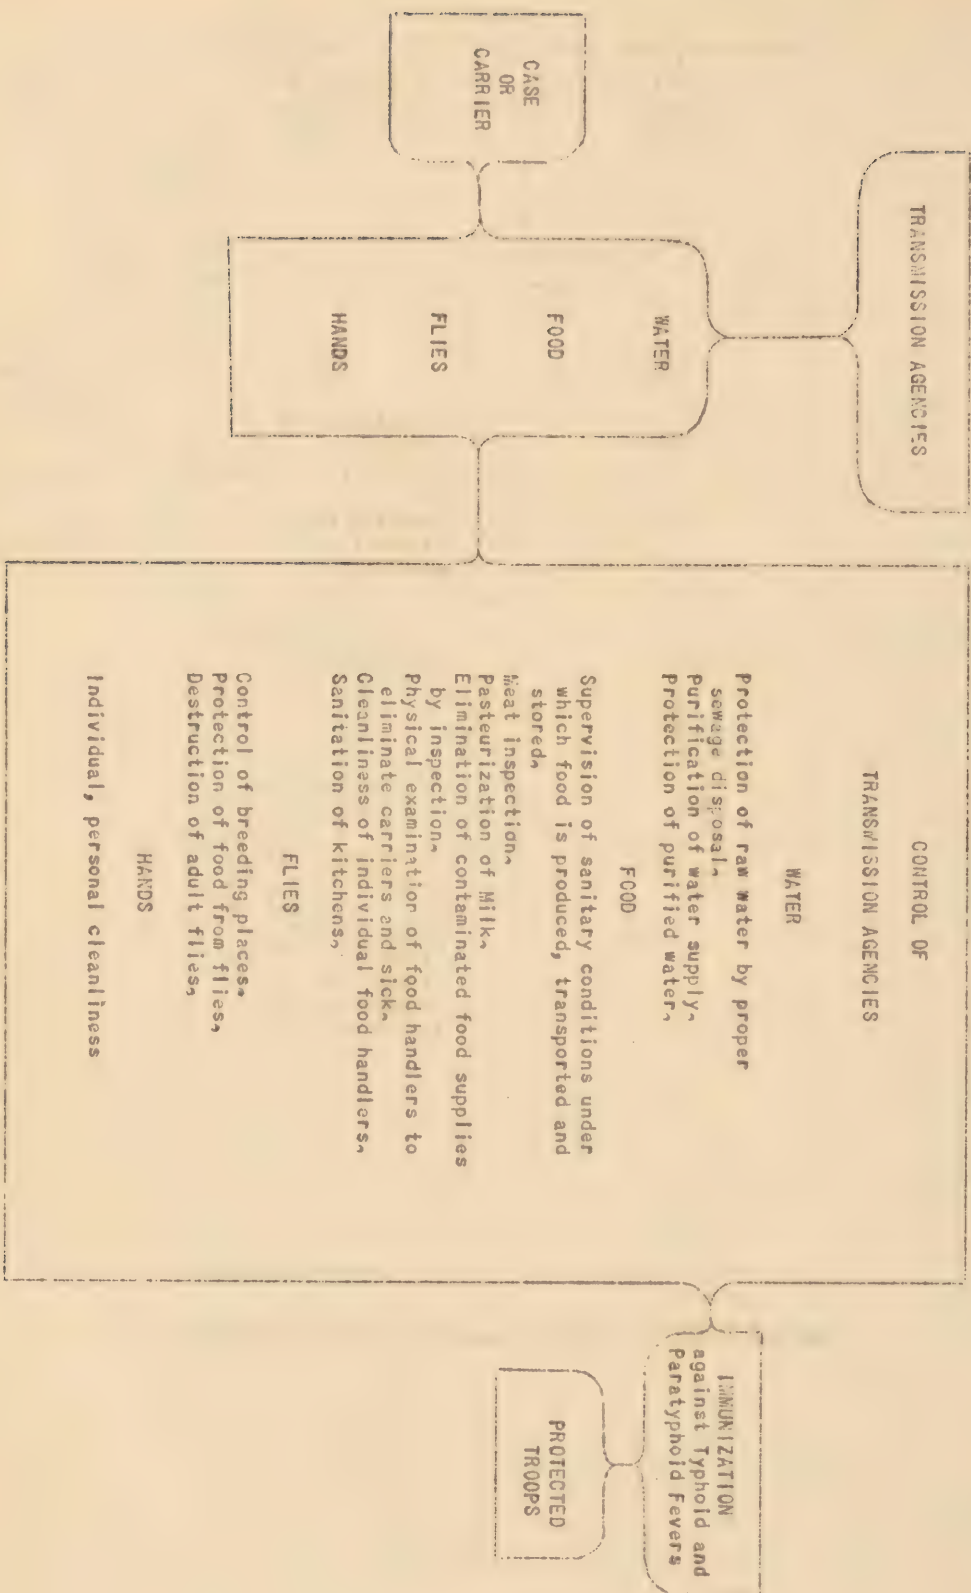 TRANSMISSION AGENCIES
CASE
OR
CARRIER
WATER
FOOD
FLIES
HANDS
CONTROL OF
TRANSMISSION AGENCIES
WATER
Protection of raw water by proper
sewage disposal.
Purification of water supply.
Protection of purified water.
FOOD
Supervision of sanitary conditions under
which food is produced, transported and
stored.
Meat inspection.
Pasteurization of Milk.
Elimination of contaminated food supplies
by inspection.
Physical examination of food handlers to
eliminate carriers and sick.
Cleanliness of individual food handlers.
Sanitation of kitchens.
FLIES
Control of breeding places.
Protection of food from flies.
Destruction of adult flies.
HANDS
Individual, personal cleanliness
IMMUNIZATION
against Typhoid and
Paratyphoid Fevers
PROTECTED
TROOPS